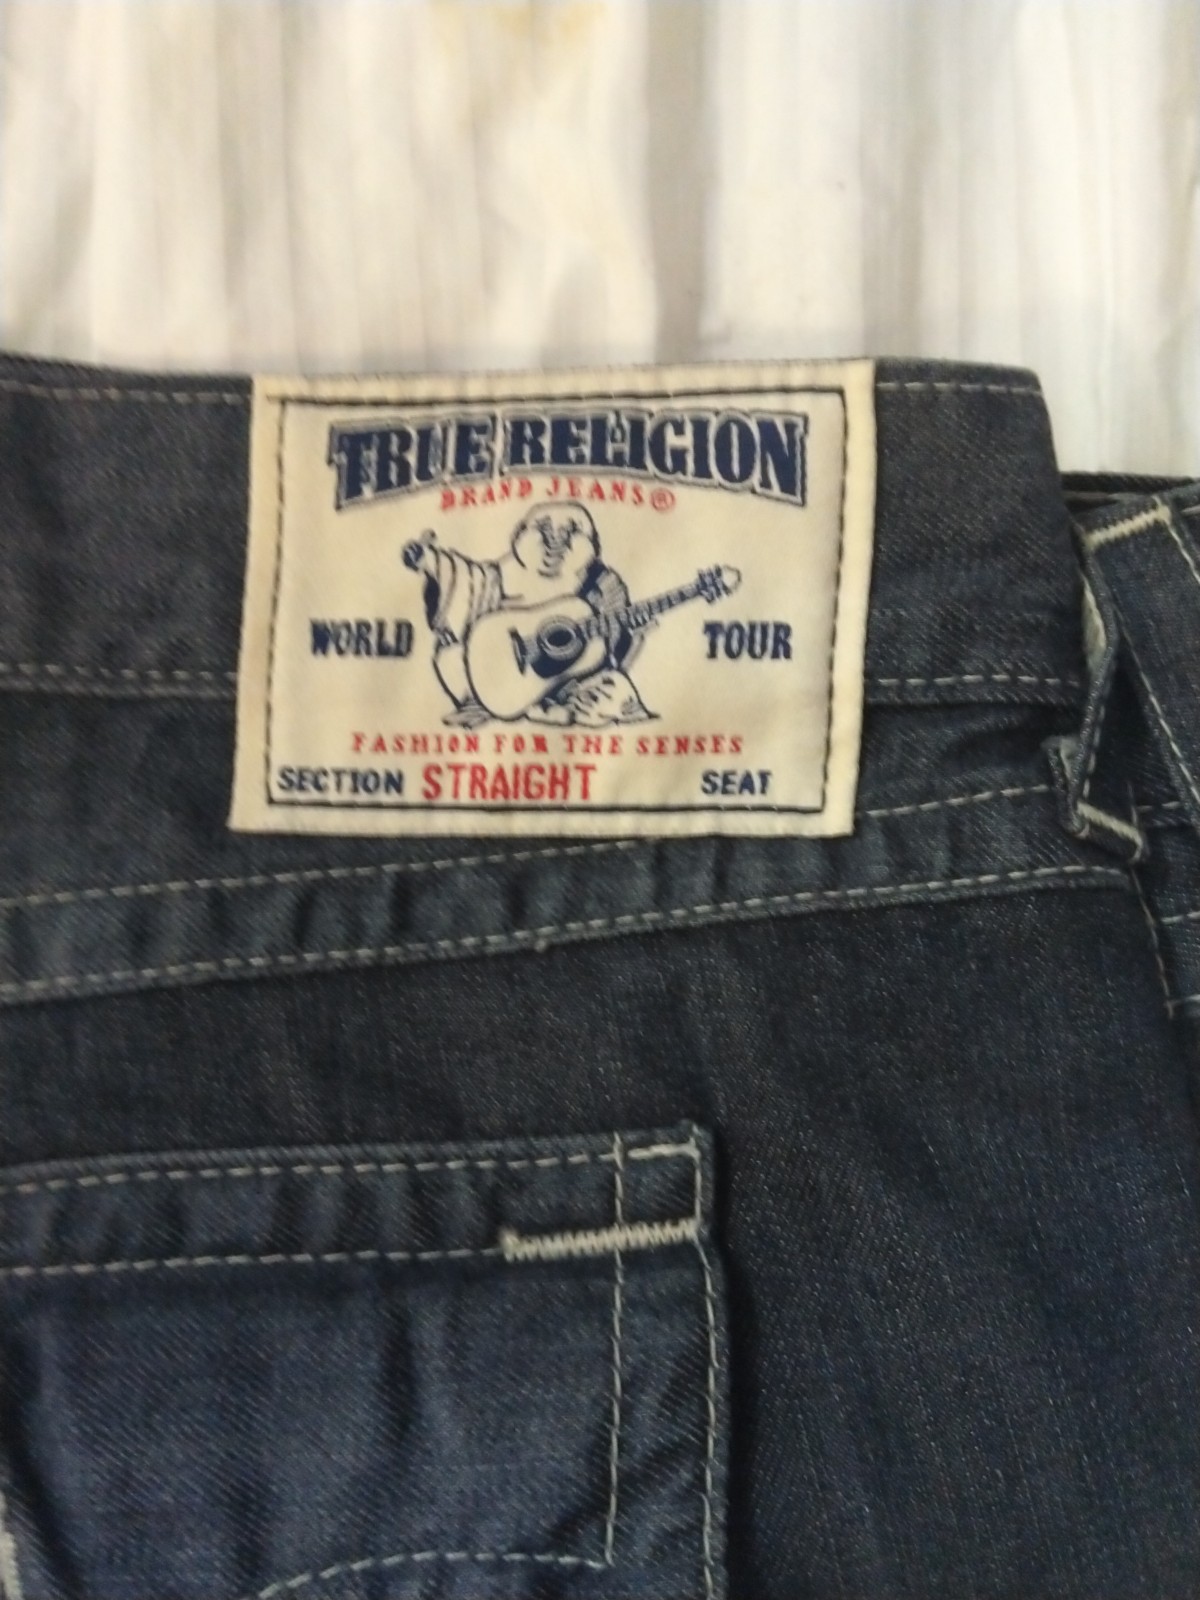 TRUE RELIGION
BRAND JEANS®
WORLD TOUR
FASHION FOR THE SENSES
SECTION STRAIGHT SEAT